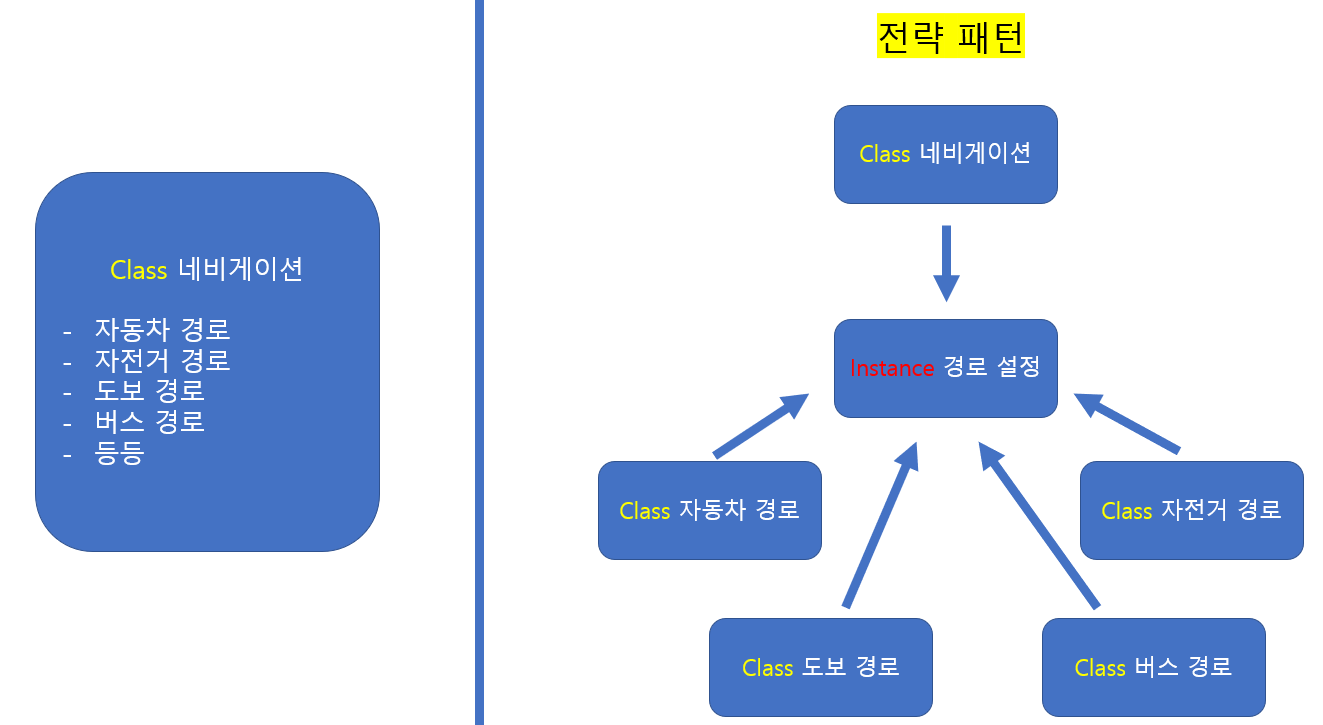 Class 네비게이션
- 자동차 경로
- 자전거 경로
- 도보 경로
- 버스 경로
- 등등
전략 패턴
Class 네비게이션
Instance 경로 설정
Class 자동차 경로
Class 자전거 경로
Class 도보 경로
Class 버스 경로